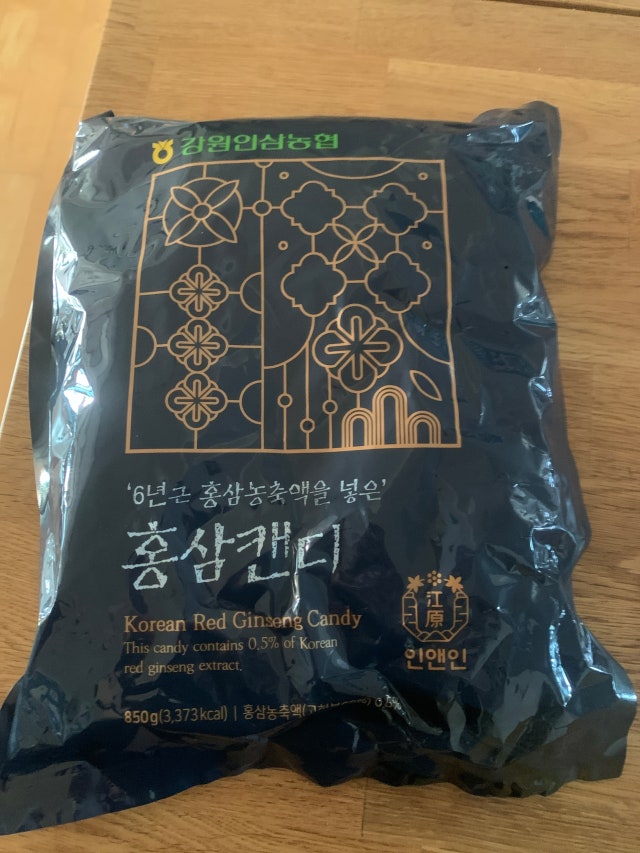 강원인삼농협
'6년근 홍삼농축액을 넣은'
홍삼캔디
Korean Red Ginseng Candy
This candy contains 0.5% of Korean
red ginseng extract.
江原
인앤인
850g(3,373kcal) | 홍삼농축액